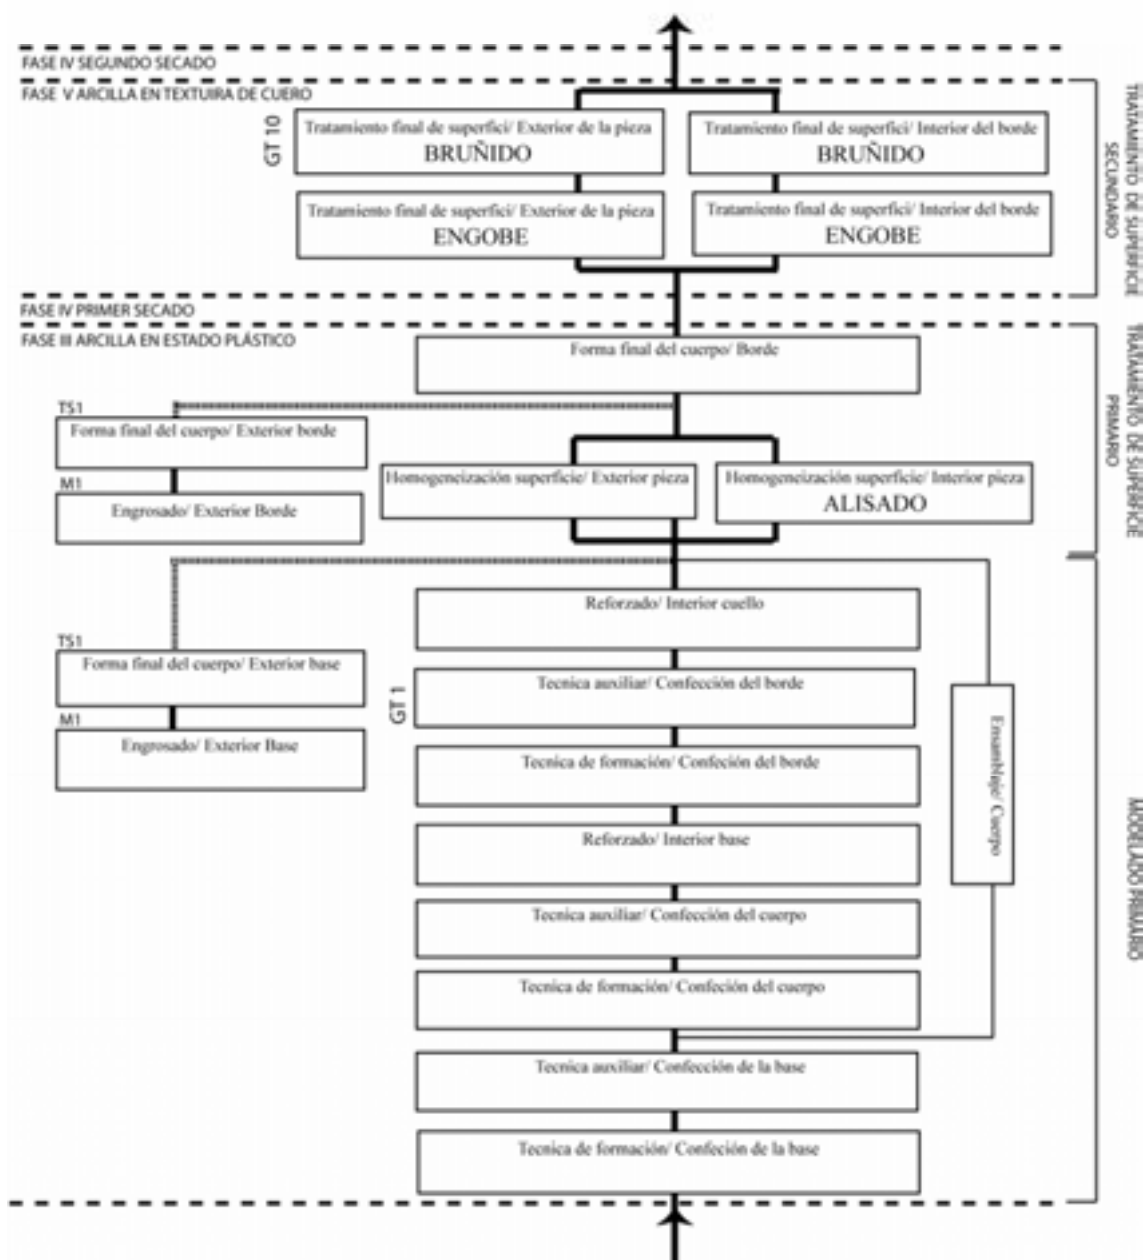 FASE IV SEGUNDO SECADO
FASE V ARCILLA EN TEXTUIRA DE CUERO
GT 10
Tratamiento final de superfici/ Exterior de la pieza
BRUÑIDO
Tratamiento final de superfici/ Interior del borde
BRUÑIDO
Tratamiento final de superfici/ Exterior de la pieza
ENGOBE
Tratamiento final de superfici/ Interior del borde
ENGOBE
TRATAMIENTO DE SUPERFICIE
SECUNDARIO
FASE IV PRIMER SECADO
FASE III ARCILLA EN ESTADO PLÁSTICO
Forma final del cuerpo/ Borde
TS1
Forma final del cuerpo/ Exterior borde
M1
Engrosado/ Exterior Borde
Homogeneización superficie/ Exterior pieza
Homogeneización superficie/ Interior pieza
ALISADO
TRATAMIENTO DE SUPERFICIE
PRIMARIO
Reforzado/ Interior cuello
TS1
Forma final del cuerpo/ Exterior base
M1
Engrosado/ Exterior Base
GT 1
Tecnica auxiliar/ Confección del borde
Tecnica de formación/ Confeción del borde
Reforzado/ Interior base
Tecnica auxiliar/ Confección del cuerpo
Tecnica de formación/ Confeción del cuerpo
Ensamblaje/ Cuerpo
Tecnica auxiliar/ Confección de la base
Tecnica de formación/ Confeción de la base
MODELADO PRIMARIO